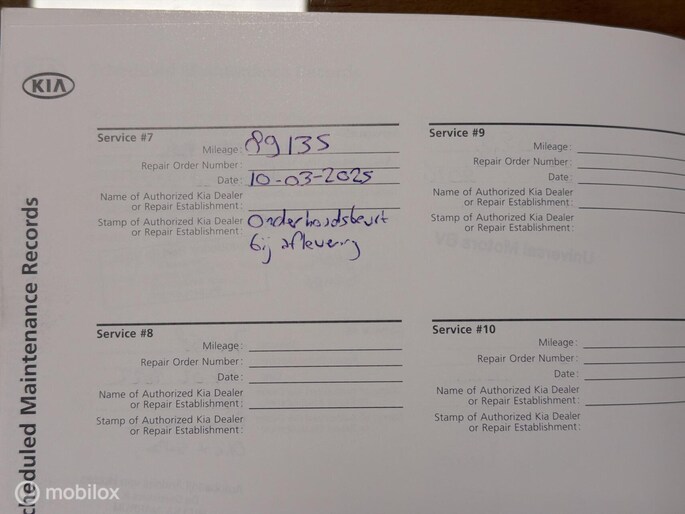 KIA
Scheduled Maintenance Records
Service #7
Mileage: 89135
Repair Order Number:
Date: 10-03-2025
Name of Authorized Kia Dealer
or Repair Establishment:
Stamp of Authorized Kia Dealer Onderhoudsbeurt
or Repair Establishment: bij aflevering
Service #8
Mileage:
Repair Order Number:
Date:
Name of Authorized Kia Dealer
or Repair Establishment:
Stamp of Authorized Kia Dealer
or Repair Establishment:
Service #9
Mileage:
Repair Order Number:
Date:
Name of Authorized Kia Dealer
or Repair Establishment:
Stamp of Authorized Kia Dealer
or Repair Establishment:
Service #10
Mileage:
Repair Order Number:
Date:
Name of Authorized Kia Dealer
or Repair Establishment:
Stamp of Authorized Kia Dealer
or Repair Establishment:
mobilox